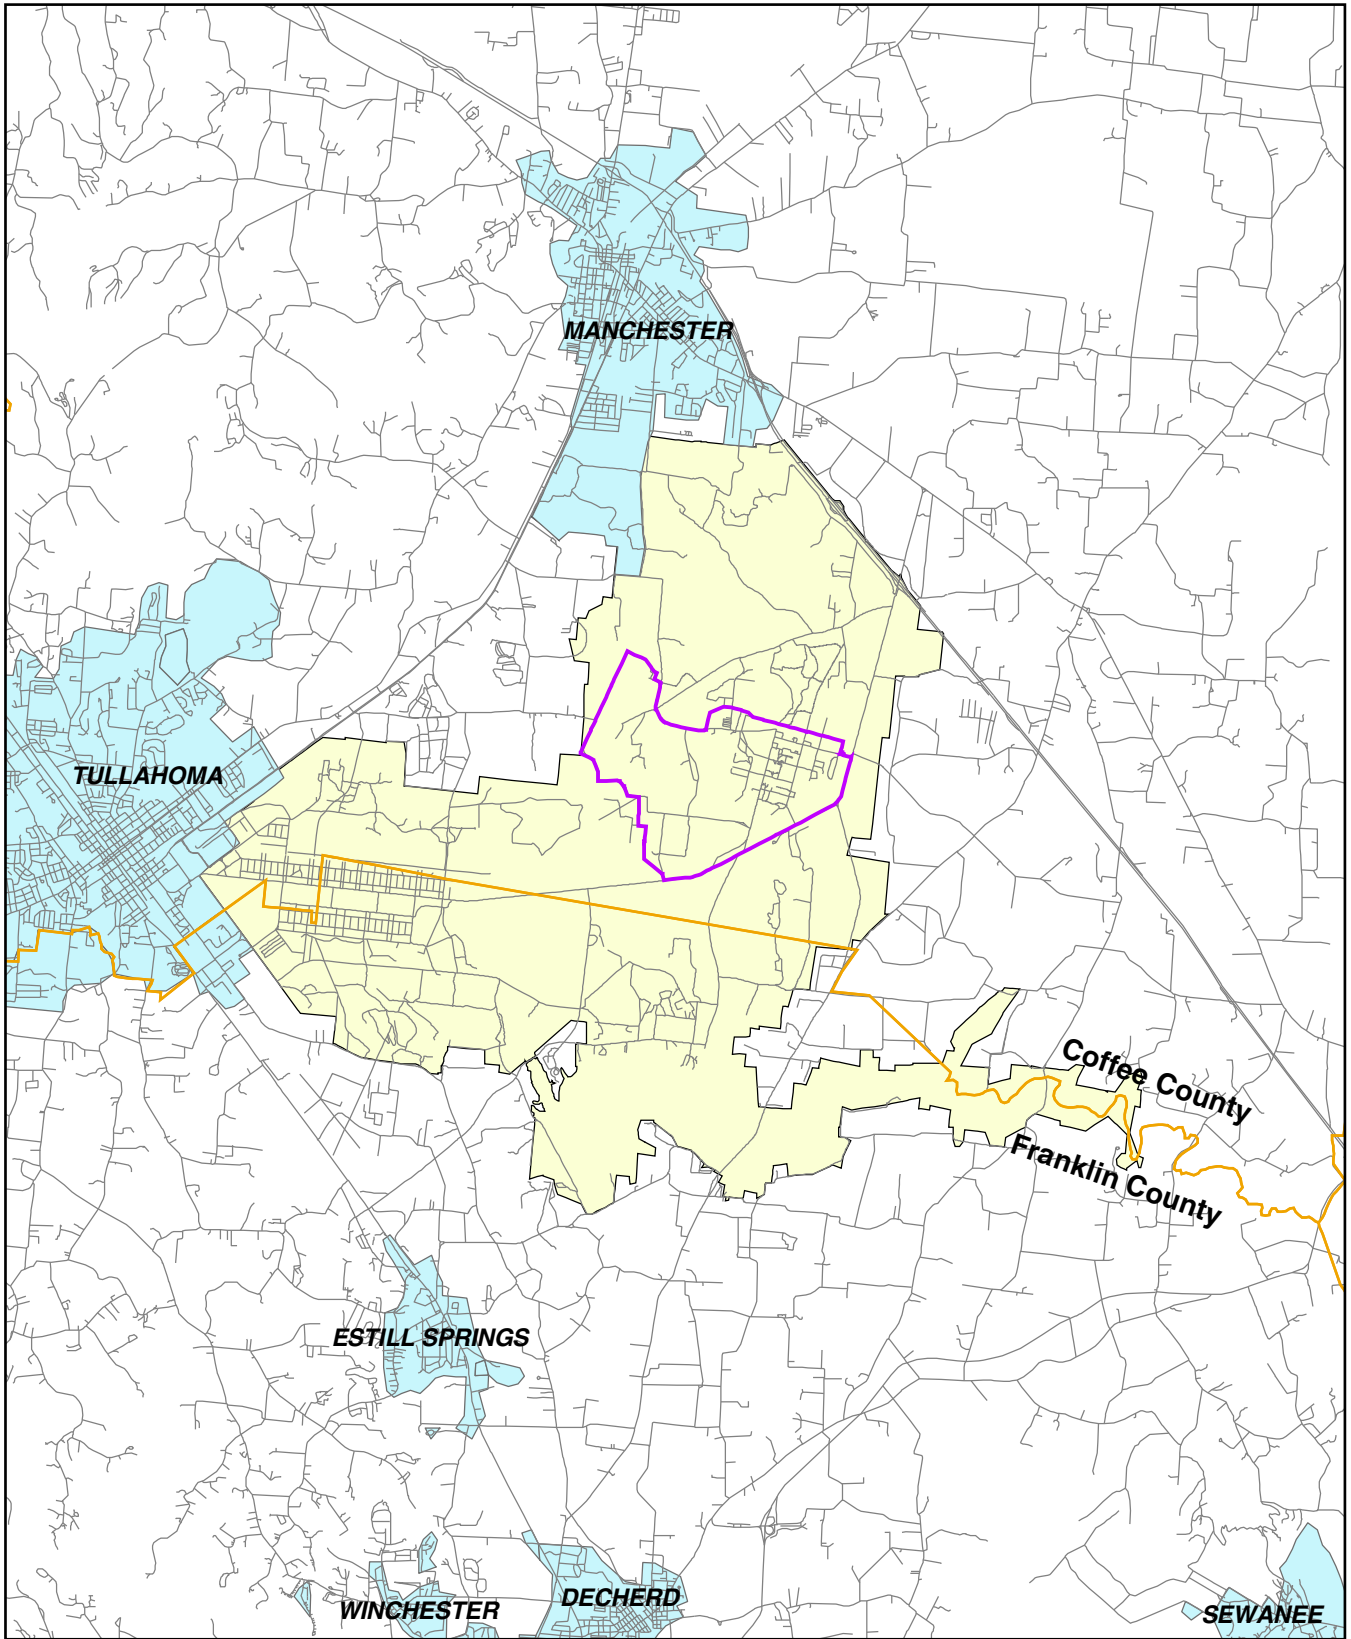 MANCHESTER
TULLAHOMA
Coffee County
Franklin County
ESTILL SPRINGS
WINCHESTER
DECHERD
SEWANEE